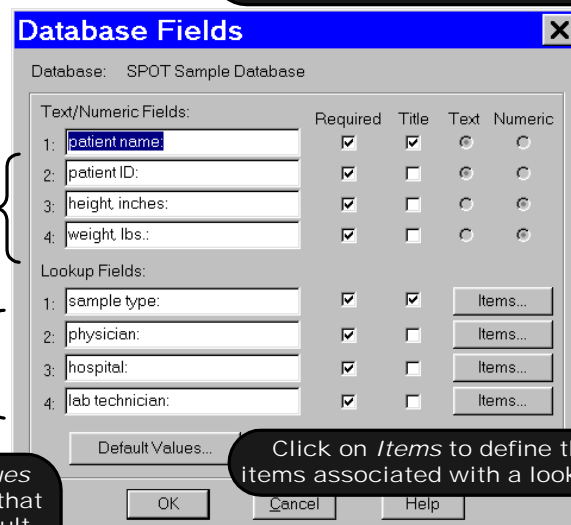 Database Fields
Database: SPOT Sample Database
Text/Numeric Fields: Required Title Text Numeric
1: patient name:
2: patient ID:
3: height, inches:
4: weight, lbs.:
Lookup Fields:
1: sample type: Items...
2: physician: Items...
3: hospital: Items...
4: lab technician: Items...
Default Values...
Click on Items to define
items associated with a
that
OK Cancel Help